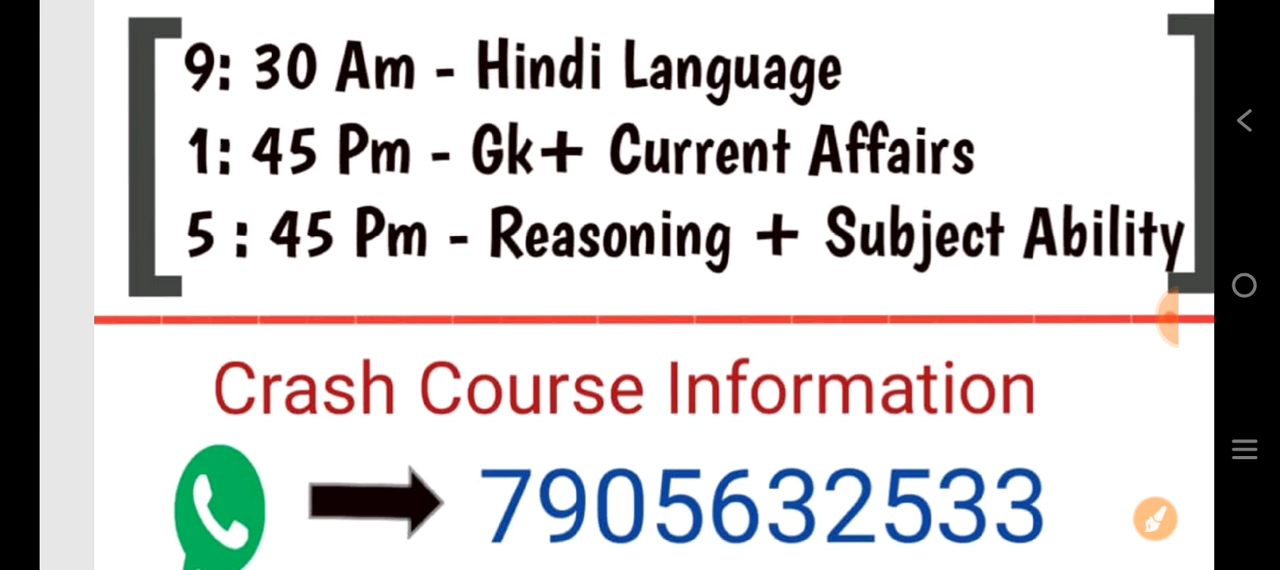 9: 30 Am - Hindi Language
1: 45 Pm - Gk+ Current Affairs
5 : 45 Pm - Reasoning + Subject Ability
Crash Course Information
7905632533